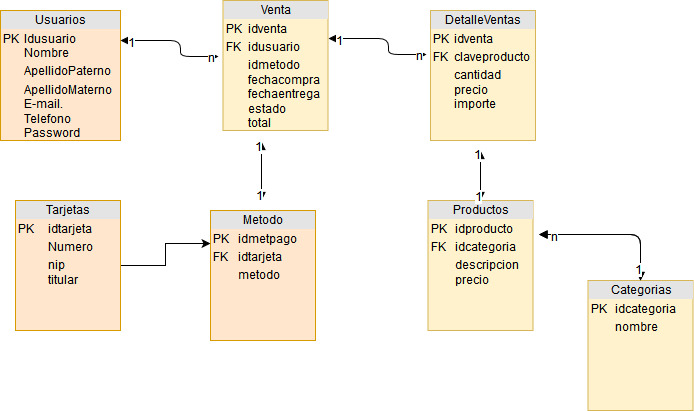 Usuarios
PK Idusuario
Nombre
ApellidoPaterno
ApellidoMaterno
E-mail.
Telefono
Password
1
n
Venta
PK idventa
FK idusuario
idmetodo
fechacompra
fechaentrega
estado
total
1
n
DetalleVentas
PK idventa
FK claveproducto
cantidad
precio
importe
1
1
1
1
Tarjetas
PK idtarjeta
Numero
nip
titular
Metodo
PK idmetpago
FK idtarjeta
metodo
Productos
PK idproducto
FK idcategoria
descripcion
precio
n
1
Categorias
PK idcategoria
nombre